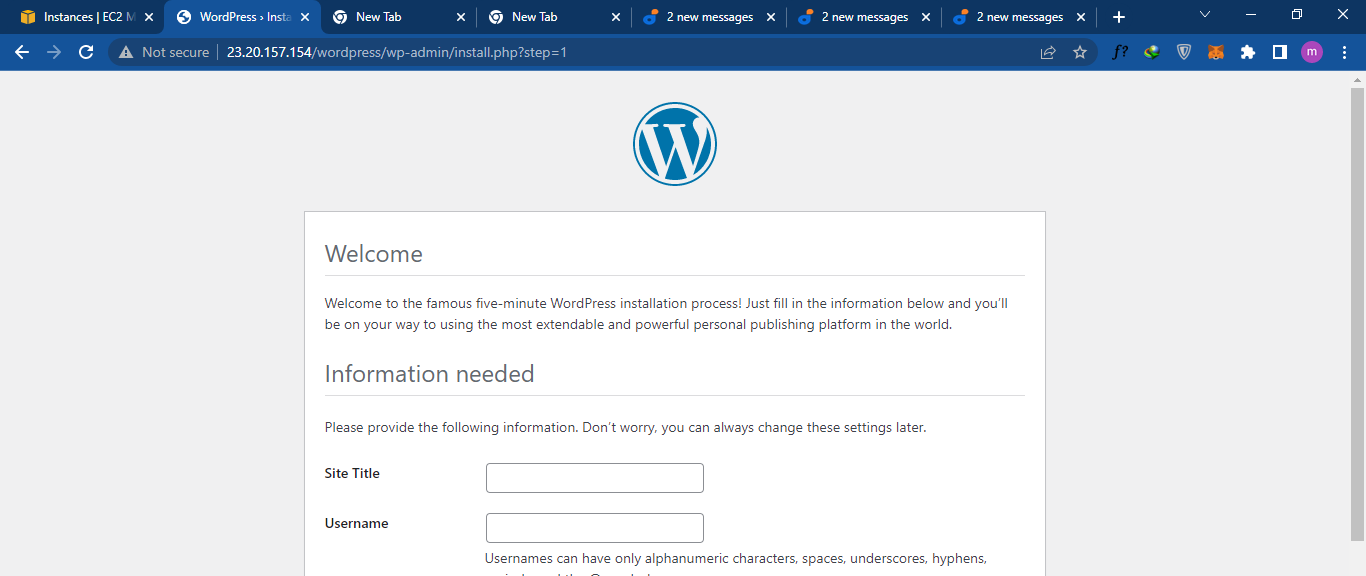 Instances | EC2 M
WordPress › Insta
New Tab
New Tab
2 new messages
2 new messages
2 new messages
Not secure
23.20.157.154/wordpress/wp-admin/install.php?step=1
f?
m
W
Welcome
Welcome to the famous five-minute WordPress installation process! Just fill in the information below and you’ll
be on your way to using the most extendable and powerful personal publishing platform in the world.
Information needed
Please provide the following information. Don’t worry, you can always change these settings later.
Site Title
Username
Usernames can have only alphanumeric characters, spaces, underscores, hyphens,